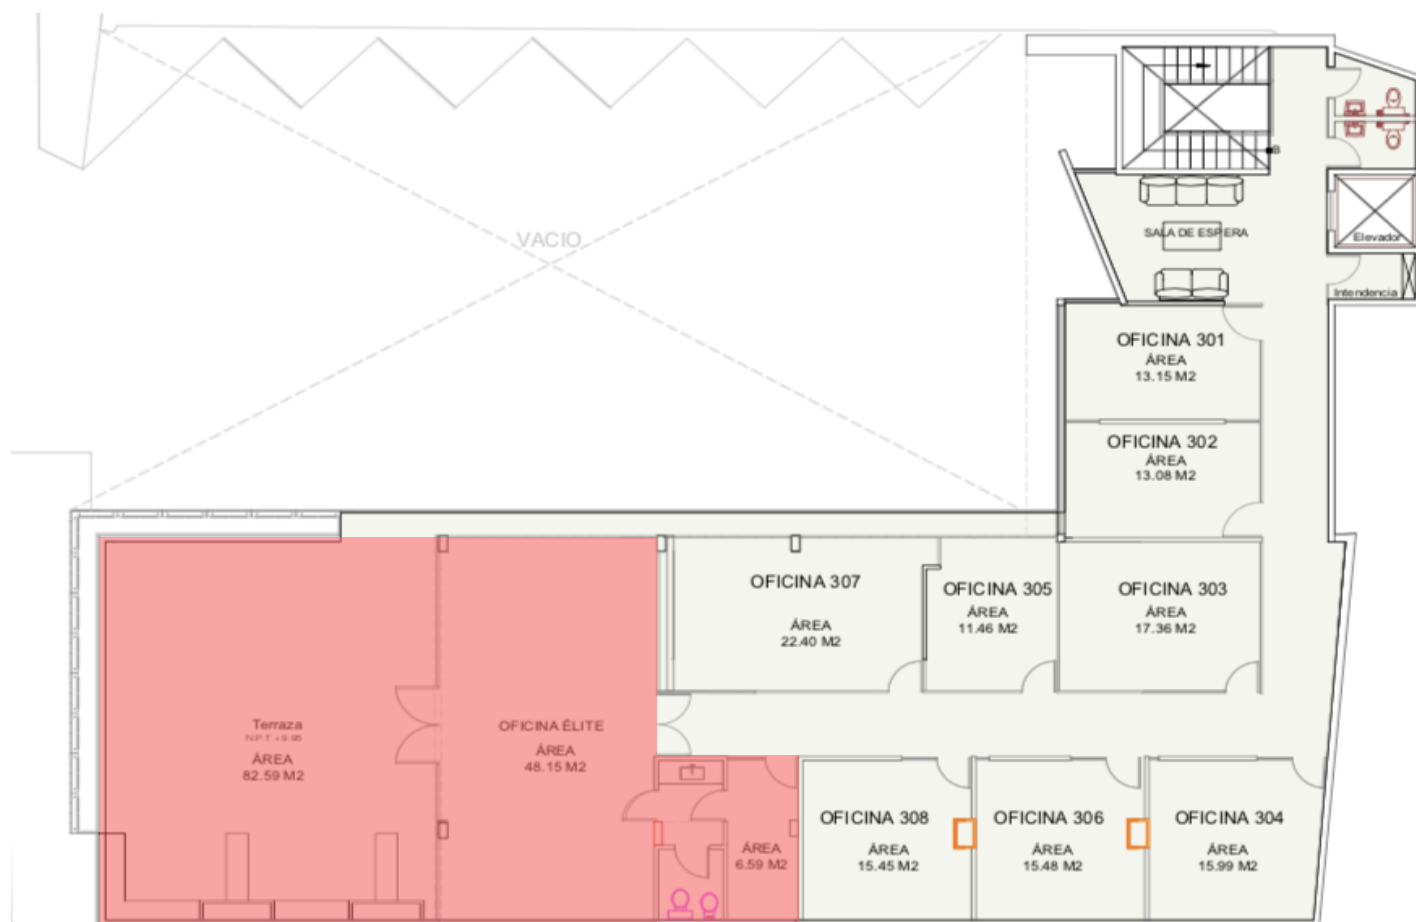 B
VACIO
SALA DE ESPERA
Elevador
Intendencia
OFICINA 301
ÁREA
13.15 M2
OFICINA 302
ÁREA
13.08 M2
OFICINA 307
ÁREA
22.40 M2
OFICINA 305
ÁREA
11.46 M2
OFICINA 303
ÁREA
17.36 M2
Terraza
N.P.T.+9.95
ÁREA
82.59 M2
OFICINA ÉLITE
ÁREA
48.15 M2
ÁREA
6.59 M2
OFICINA 308
ÁREA
15.45 M2
OFICINA 306
ÁREA
15.48 M2
OFICINA 304
ÁREA
15.99 M2